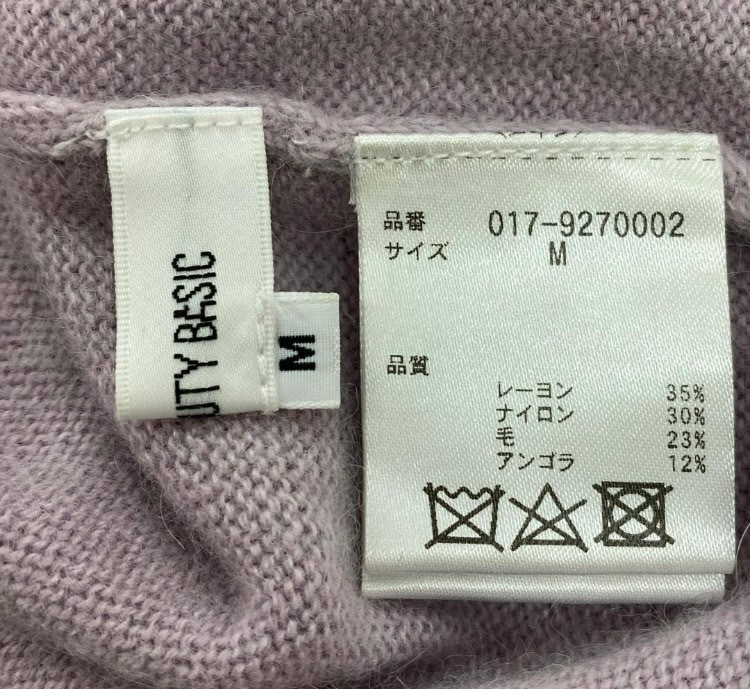 UTY BASIC
M
品番 017-9270002
サイズ M
品質
レーヨン 35%
ナイロン 30%
毛 23%
アンゴラ 12%